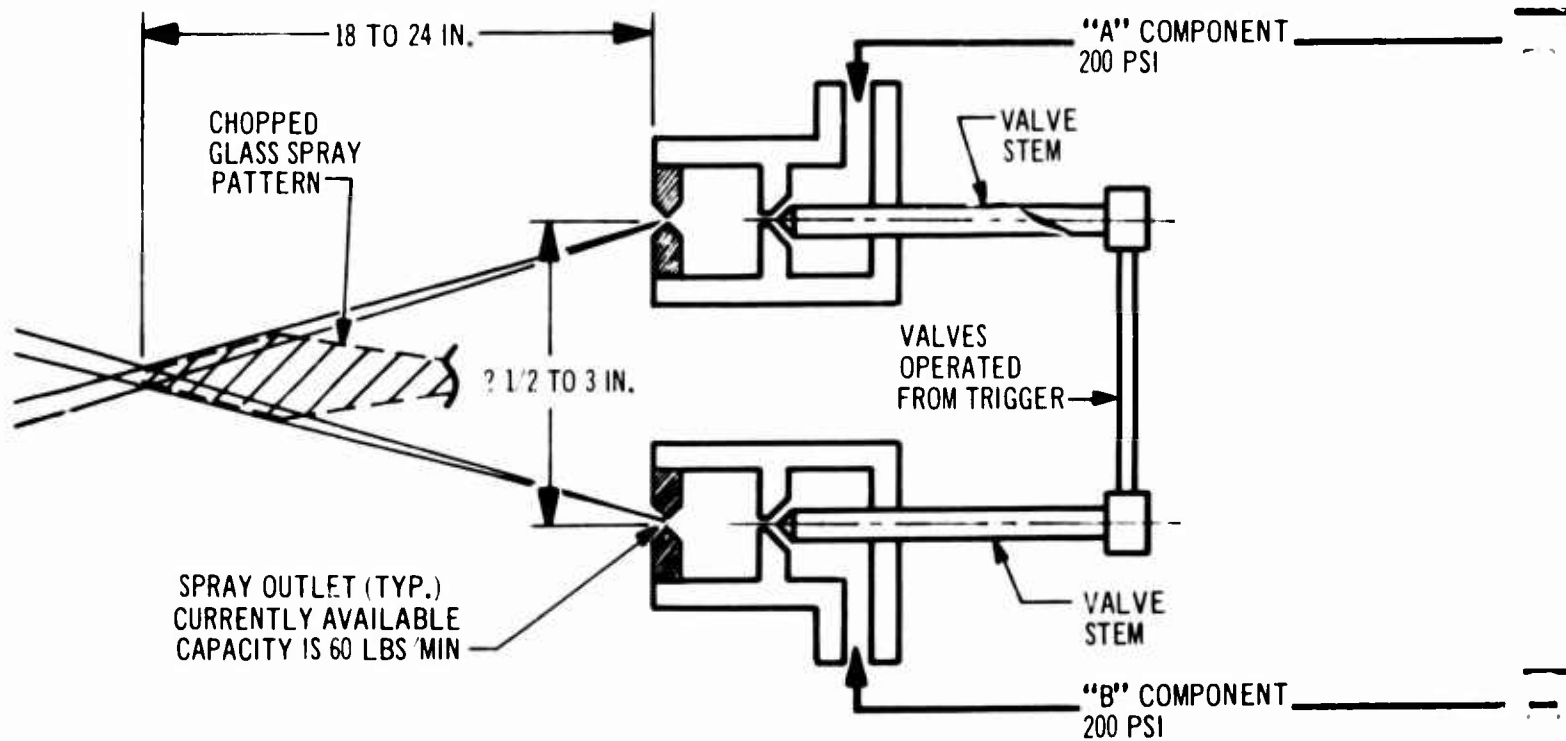 18 TO 24 IN.
"A" COMPONENT
200 PSI
CHOPPED
GLASS SPRAY
PATTERN
VALVE
STEM
VALVES
OPERATED
FROM TRIGGER
1/2 TO 3 IN.
SPRAY OUTLET (TYP.)
CURRENTLY AVAILABLE
CAPACITY IS 60 LBS/MIN
VALVE
STEM
"B" COMPONENT
200 PSI